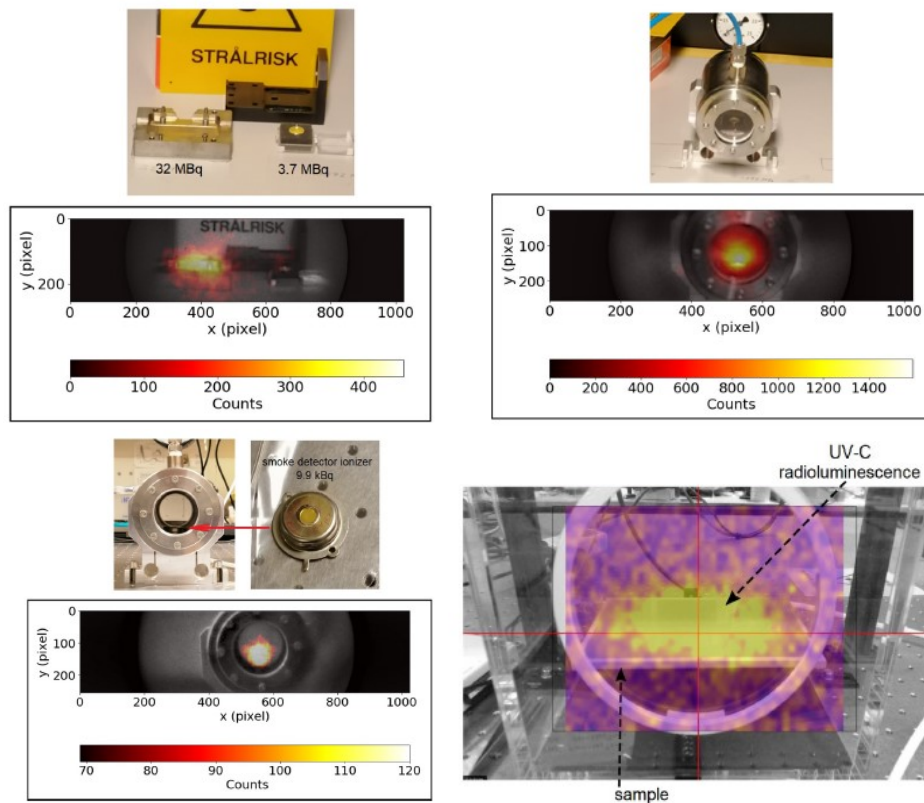 STRÅLRISK
32 MBq
3.7 MBq
STRÅLRISK
0
200
y (pixel)
0
200
400
600
800
1000
x (pixel)
0
100
200
300
400
Counts
0
100
200
y (pixel)
0
200
400
600
800
1000
x (pixel)
0
200
400
600
800
1000
1200
1400
Counts
smoke detector ionizer
9.9 kBq
0
100
200
y (pixel)
0
200
400
600
800
1000
x (pixel)
70
80
90
100
110
120
Counts
UV-C
radioluminescence
sample